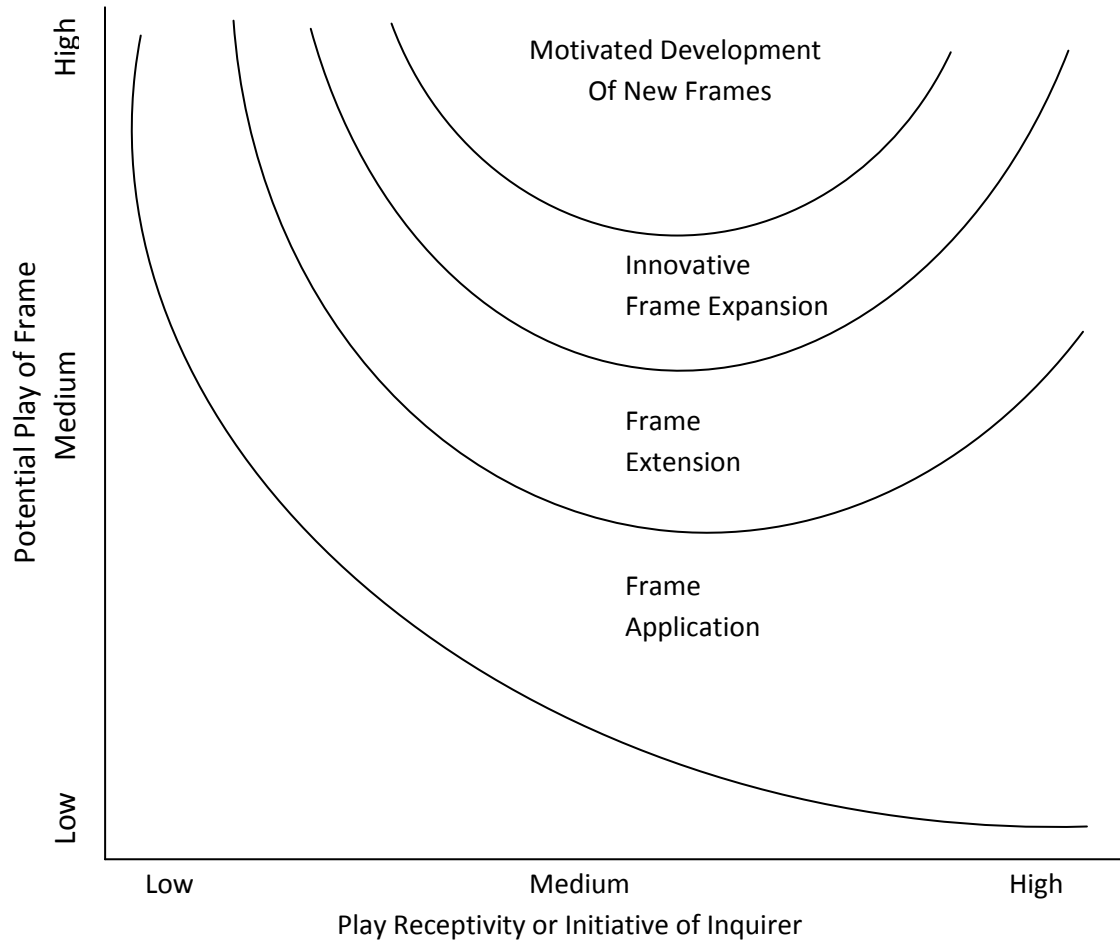 High
Medium
Low
Potential Play of Frame
Motivated Development
Of New Frames
Innovative
Frame Expansion
Frame
Extension
Frame
Application
Low
Medium
High
Play Receptivity or Initiative of Inquirer